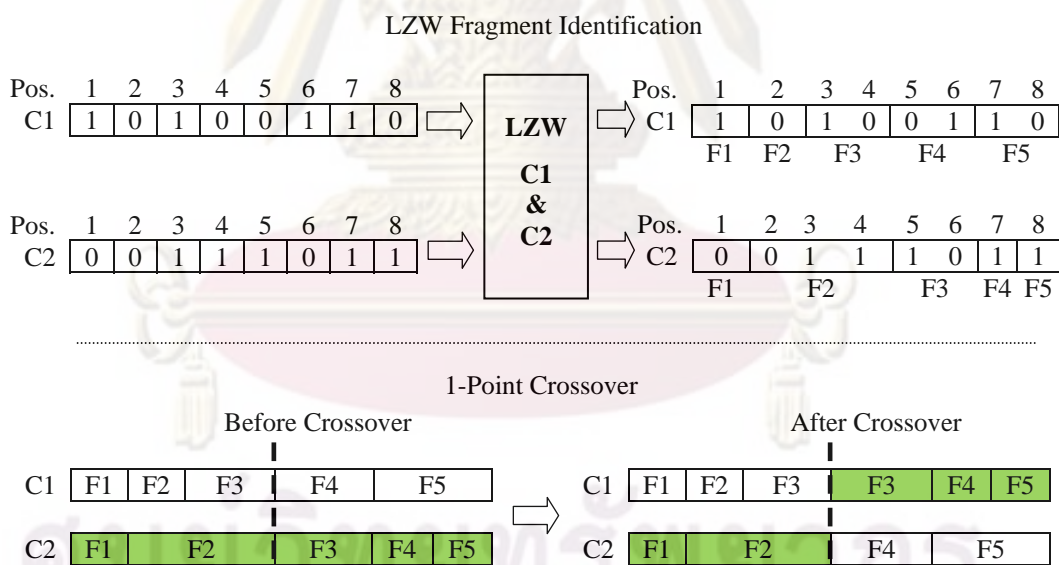 LZW Fragment Identification
Pos. 1 2 3 4 5 6 7 8
C1 1 0 1 0 0 1 1 0
LZW
C1
&
C2
Pos. 1 2 3 4 5 6 7 8
C1 1 0 1 0 0 1 1 0
F1 F2 F3 F4 F5
Pos. 1 2 3 4 5 6 7 8
C2 0 0 1 1 1 0 1 1
Pos. 1 2 3 4 5 6 7 8
C2 0 0 1 1 1 0 1 1
F1 F2 F3 F4 F5
1-Point Crossover
Before Crossover
After Crossover
C1 F1 F2 F3 F4 F5
C1 F1 F2 F3 F3 F4 F5
C2 F1 F2 F3 F4 F5
C2 F1 F2 F4 F5